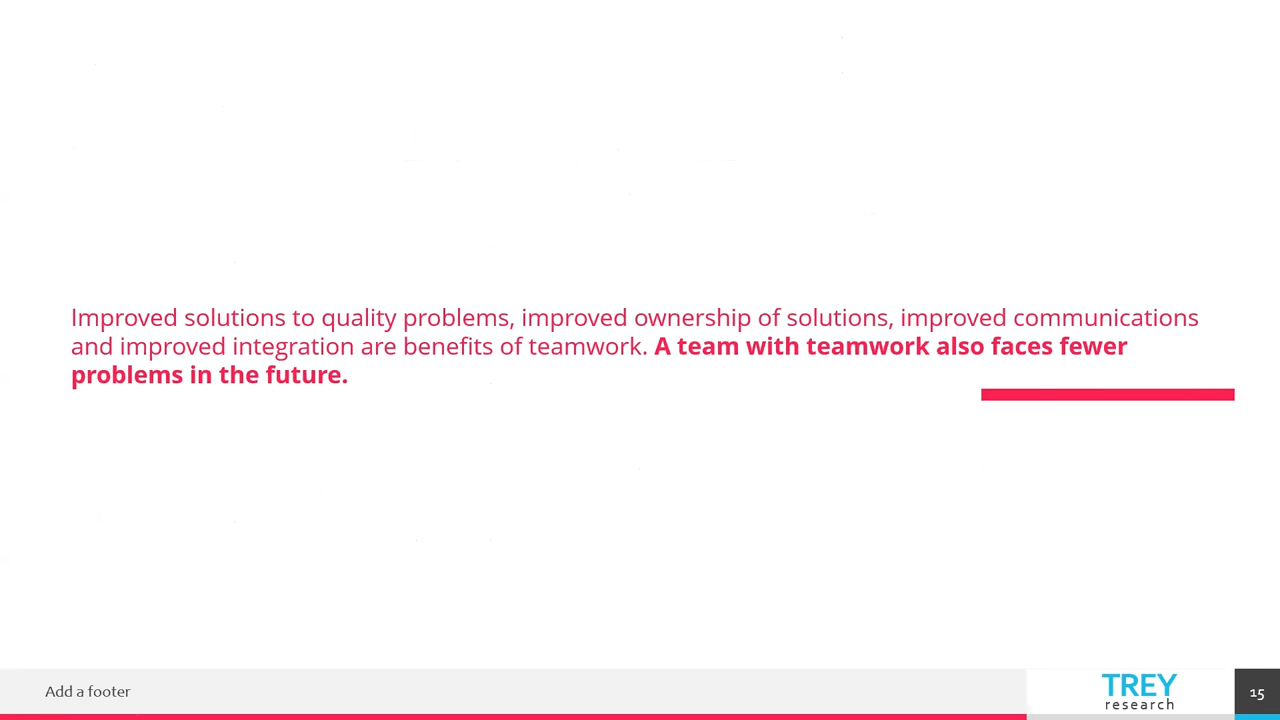 Improved solutions to quality problems, improved ownership of solutions, improved communications
and improved integration are benefits of teamwork. A team with teamwork also faces fewer
problems in the future.
Add a footer
TREY
research
15